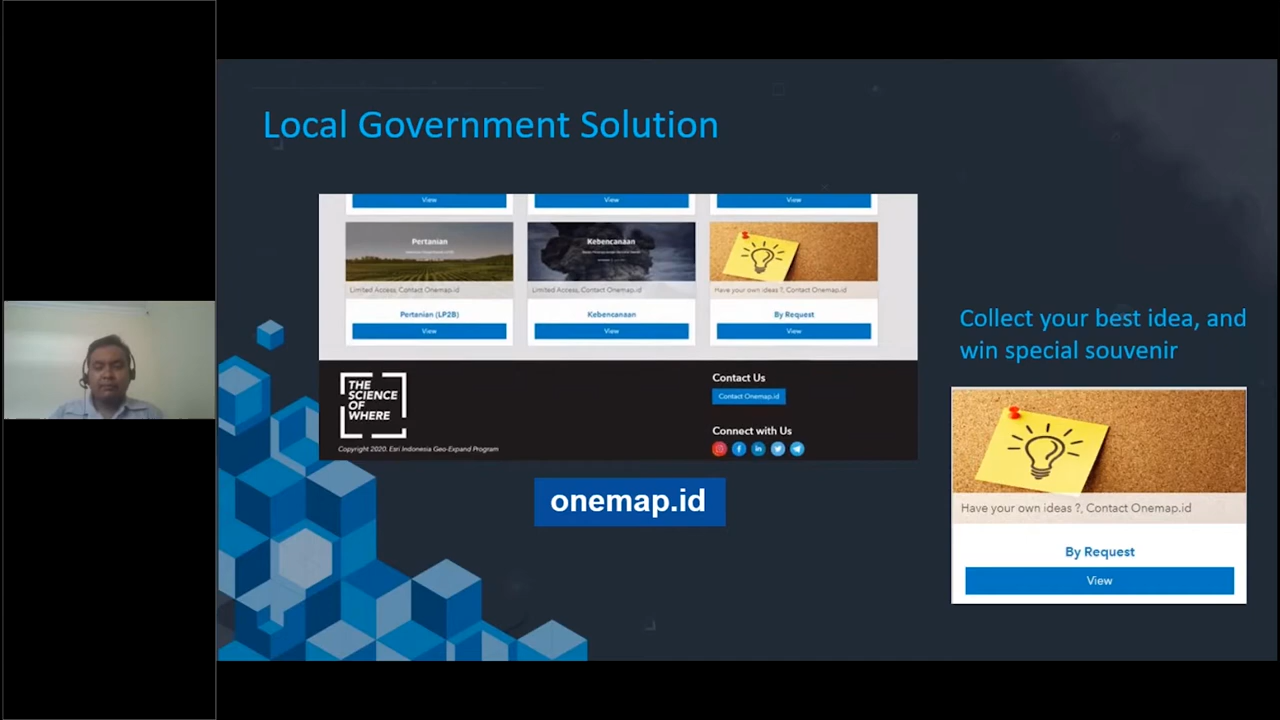 Local Government Solution
View
View
View
Pertanian
Kebencanaan
Limited Access, Contact Onemap.id
Limited Access, Contact Onemap.id
Have your own ideas ?, Contact Onemap.id
Pertanian (LP2B)
Kebencanaan
By Request
View
View
View
THE
SCIENCE
OF
WHERE
Copyright 2020. Esri Indonesia Geo-Expand Program
Contact Us
Contact Onemap.id
Connect with Us
onemap.id
Collect your best idea, and
win special souvenir
Have your own ideas ?, Contact Onemap.id
By Request
View